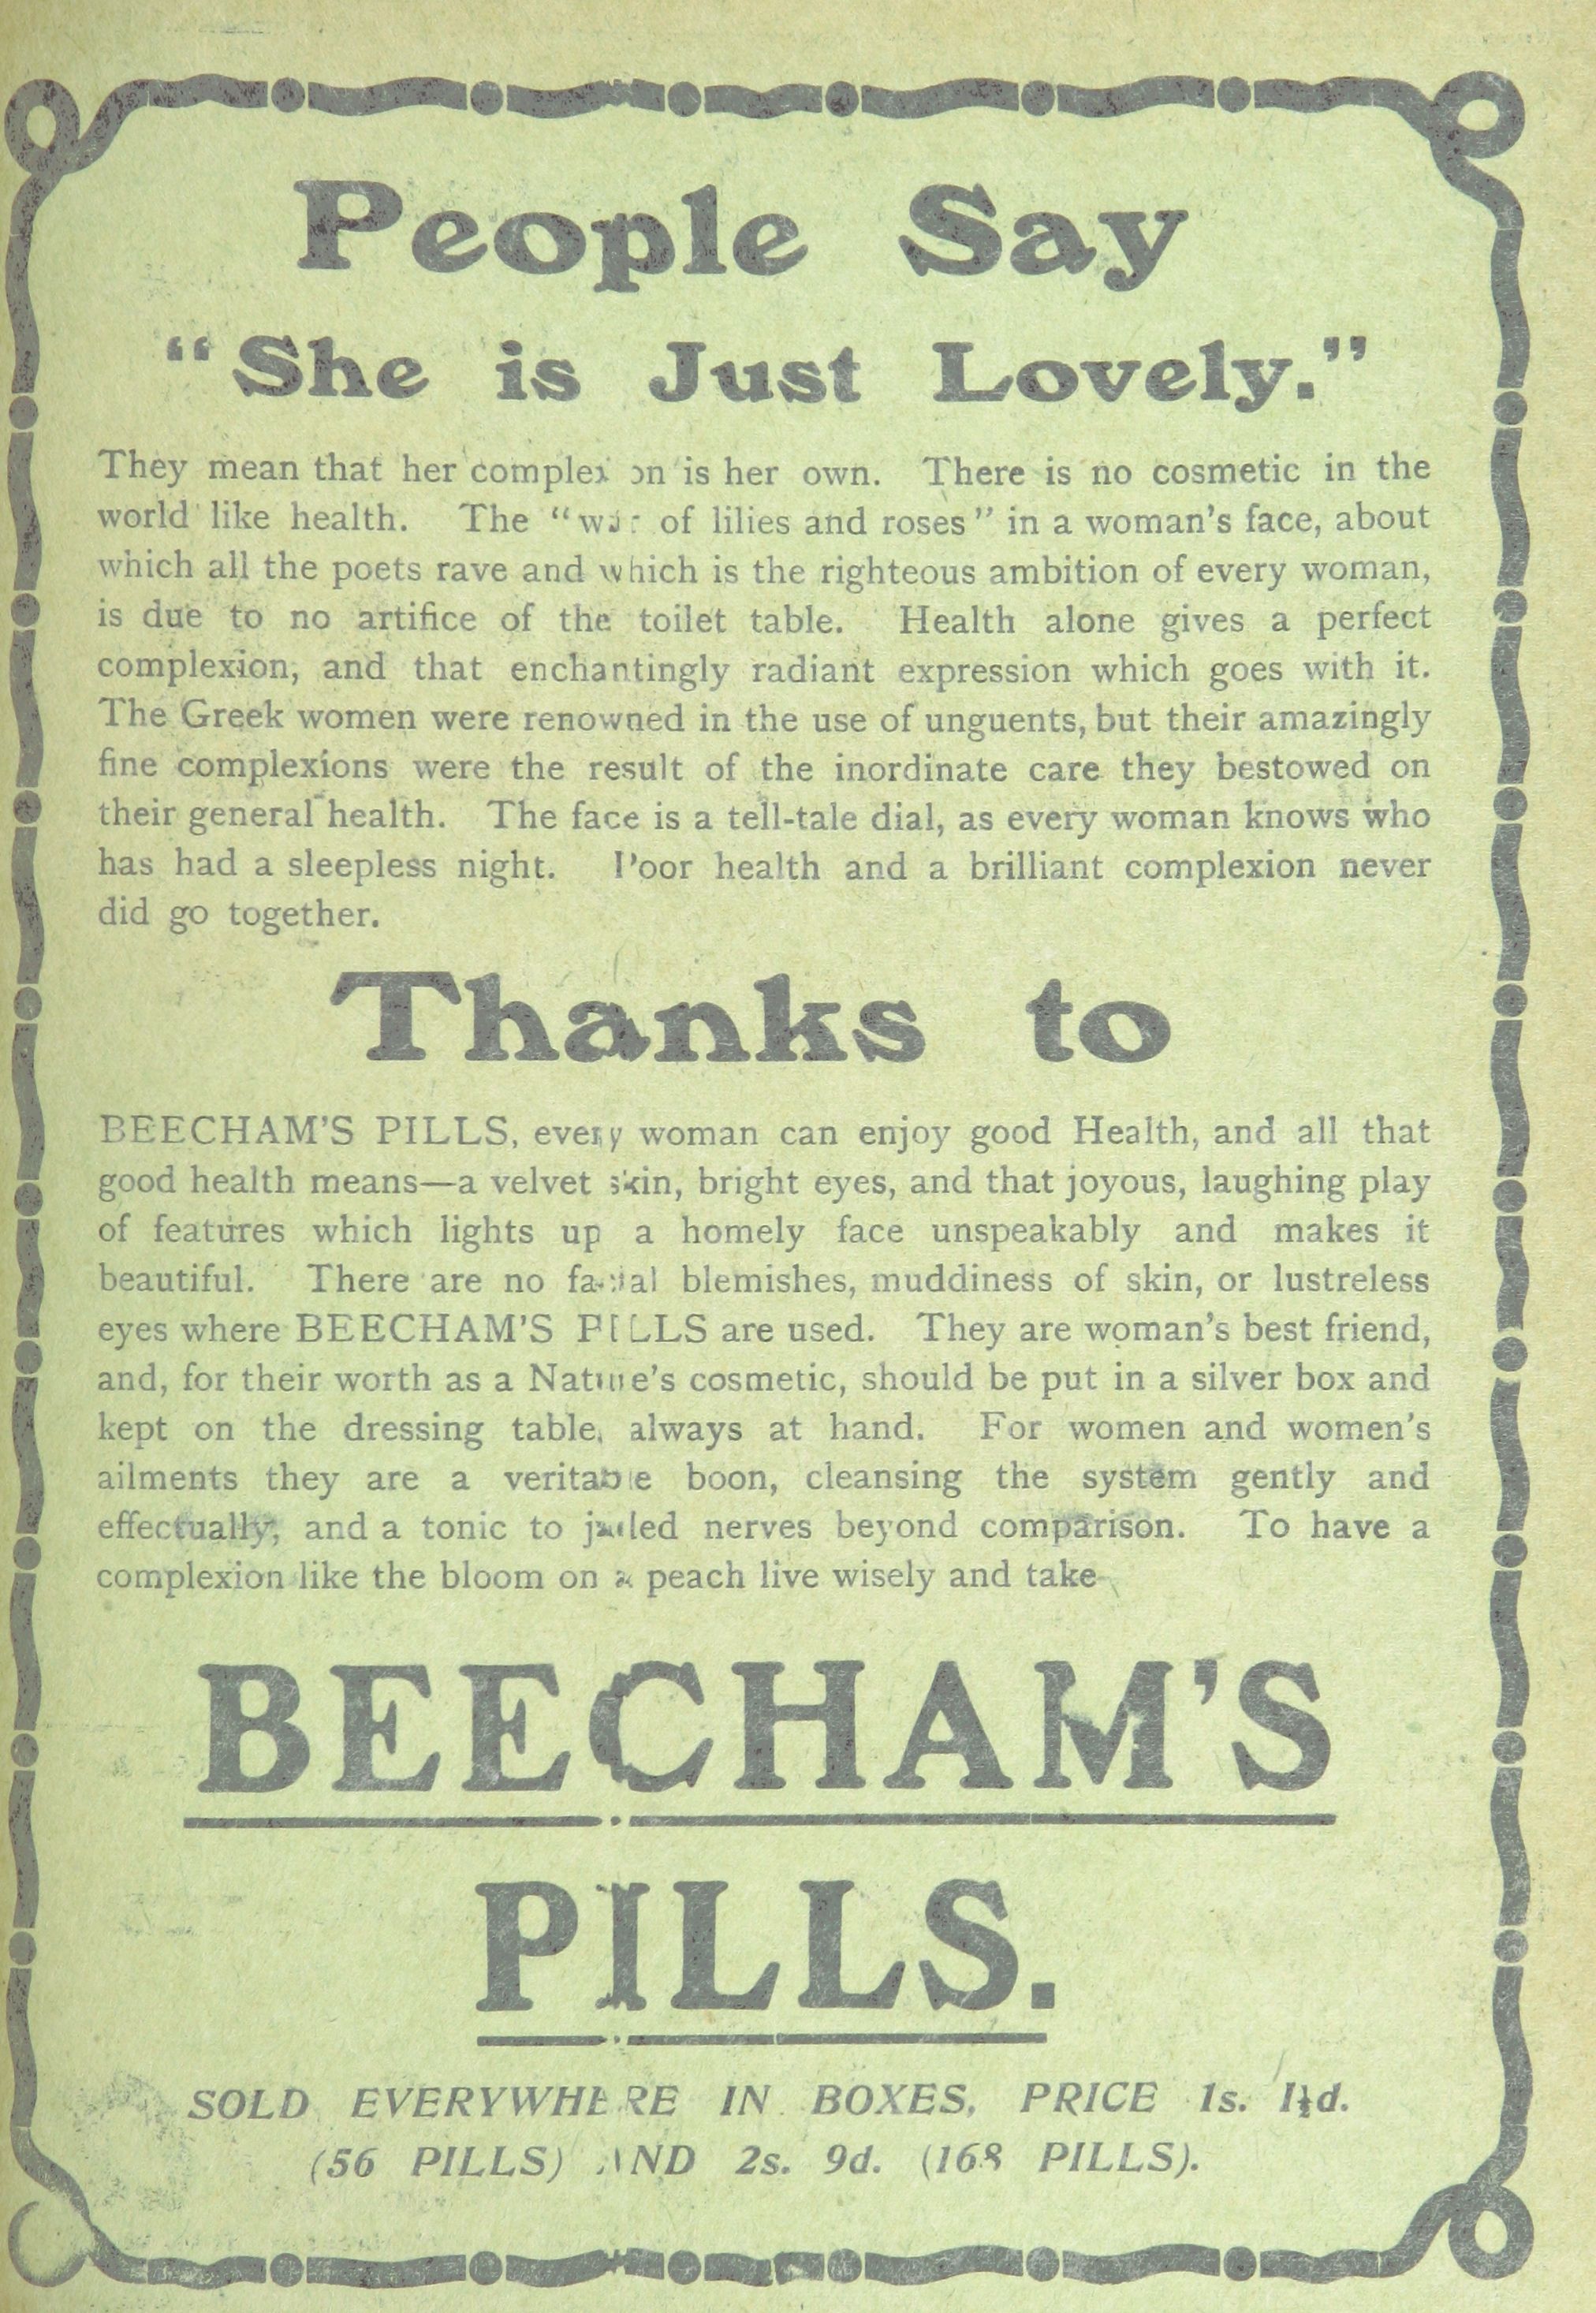 People Say
“She is Just Lovely.”
They mean that her complexion is her own. There is no cosmetic in the
world like health. The “war of lilies and roses” in a woman's face, about
which all the poets rave and which is the righteous ambition of every woman,
is due to no artifice of the toilet table. Health alone gives a perfect
complexion, and that enchantingly radiant expression which goes with it.
The Greek women were renowned in the use of unguents, but their amazingly
fine complexions were the result of the inordinate care they bestowed on
their general health. The face is a tell-tale dial, as every woman knows who
has had a sleepless night. Poor health and a brilliant complexion never
did go together.
Thanks to
BEECHAM'S PILLS, every woman can enjoy good Health, and all that
good health means—a velvet skin, bright eyes, and that joyous, laughing play
of features which lights up a homely face unspeakably and makes it
beautiful. There are no facial blemishes, muddiness of skin, or lustreless
eyes where BEECHAM'S PILLS are used. They are woman's best friend,
and, for their worth as a Nature's cosmetic, should be put in a silver box and
kept on the dressing table, always at hand. For women and women's
ailments they are a veritable boon, cleansing the system gently and
effectually, and a tonic to jaded nerves beyond comparison. To have a
complexion like the bloom on a peach live wisely and take
BEECHAM'S
PILLS.
SOLD EVERYWHERE IN BOXES, PRICE 1s. 1½d.
(56 PILLS) AND 2s. 9d. (168 PILLS).